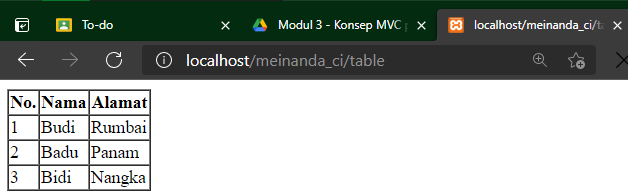 To-do
Modul 3 - Konsep MVC
localhost/meinanda_ci/ta
localhost/meinanda_ci/table
No. Nama Alamat
1 Budi Rumbai
2 Badu Panam
3 Bidi Nangka